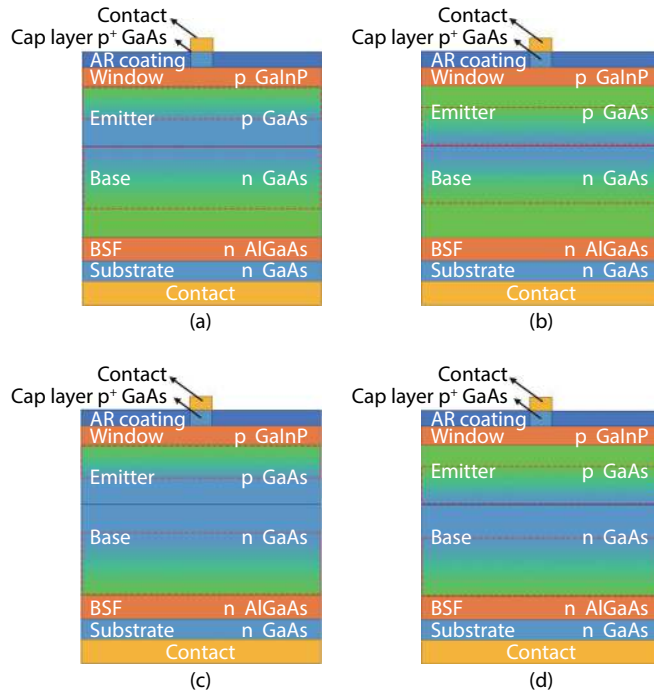 Contact
Cap layer p⁺ GaAs
AR coating
Window p GaInP
Emitter p GaAs
Base n GaAs
BSF n AlGaAs
Substrate n GaAs
Contact
(a)
Contact
Cap layer p⁺ GaAs
AR coating
Window p GaInP
Emitter p GaAs
Base n GaAs
BSF n AlGaAs
Substrate n GaAs
Contact
(b)
Contact
Cap layer p⁺ GaAs
AR coating
Window p GaInP
Emitter p GaAs
Base n GaAs
BSF n AlGaAs
Substrate n GaAs
Contact
(c)
Contact
Cap layer p⁺ GaAs
AR coating
Window p GaInP
Emitter p GaAs
Base n GaAs
BSF n AlGaAs
Substrate n GaAs
Contact
(d)